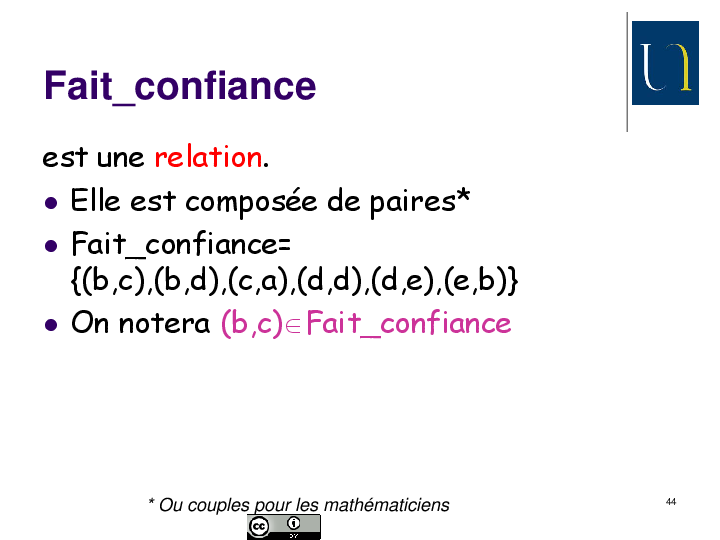 Fait_confiance
est une relation.
● Elle est composée de paires*
● Fait_confiance=
{(b,c),(b,d),(c,a),(d,d),(d,e),(e,b)}
● On notera (b,c)∈Fait_confiance
* Ou couples pour les mathématiciens
44
cc BY